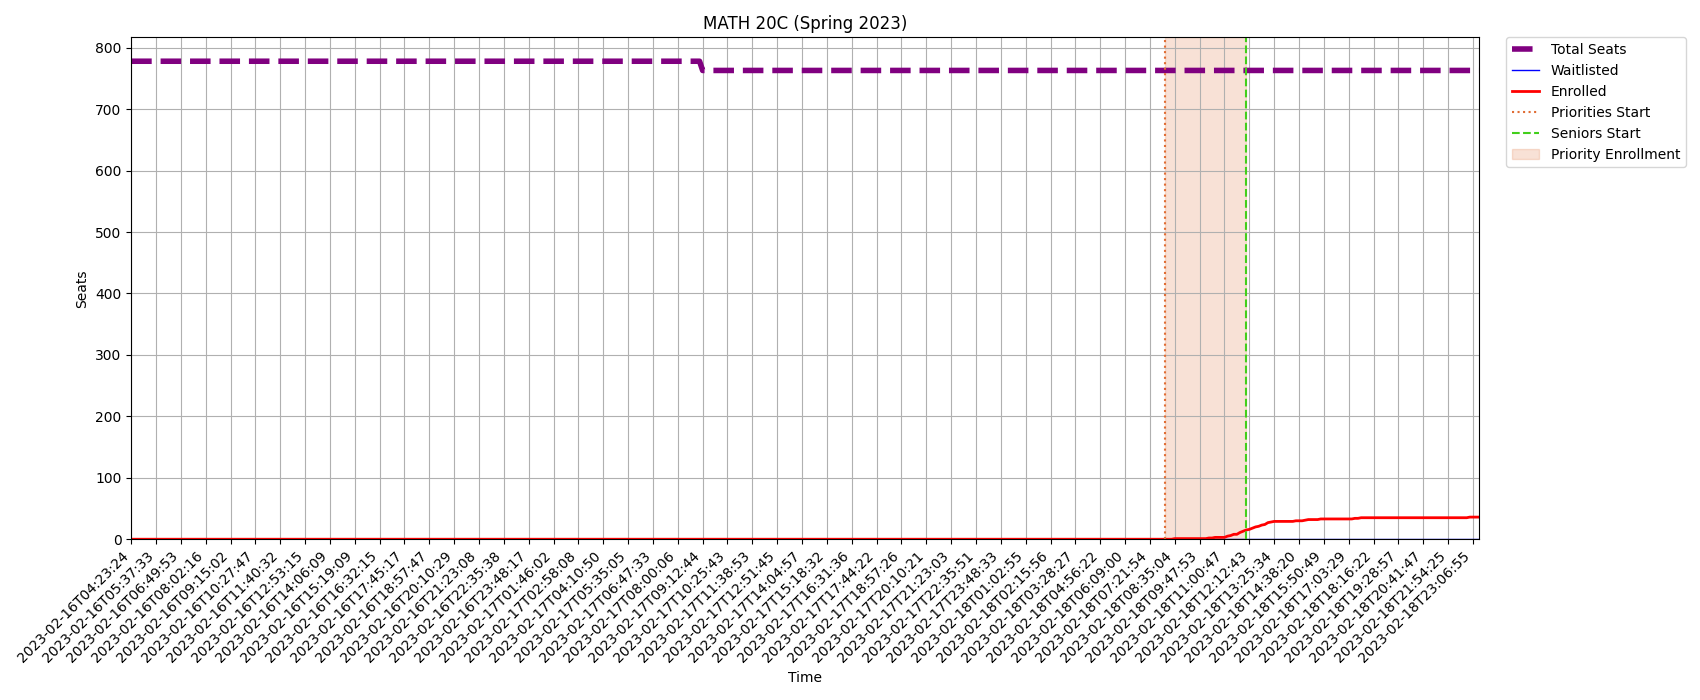 MATH 20C (Spring 2023)
800
700
600
500
400
300
200
100
0
Seats
2023-02-16T04:23:24
2023-02-16T05:37:33
2023-02-16T06:49:53
2023-02-16T08:02:16
2023-02-16T09:15:02
2023-02-16T10:27:47
2023-02-16T11:40:32
2023-02-16T12:53:15
2023-02-16T14:06:09
2023-02-16T15:19:09
2023-02-16T16:32:15
2023-02-16T17:45:17
2023-02-16T18:57:47
2023-02-16T20:10:29
2023-02-16T21:23:08
2023-02-16T22:35:38
2023-02-16T23:48:17
2023-02-17T01:46:02
2023-02-17T02:58:08
2023-02-17T04:10:50
2023-02-17T05:35:05
2023-02-17T06:47:33
2023-02-17T08:00:06
2023-02-17T09:12:44
2023-02-17T10:25:43
2023-02-17T11:38:53
2023-02-17T12:51:45
2023-02-17T14:04:57
2023-02-17T15:18:32
2023-02-17T16:31:36
2023-02-17T17:44:22
2023-02-17T18:57:26
2023-02-17T20:10:21
2023-02-17T21:23:03
2023-02-17T22:35:51
2023-02-17T23:48:33
2023-02-18T01:02:55
2023-02-18T02:15:56
2023-02-18T03:28:27
2023-02-18T04:56:22
2023-02-18T06:09:00
2023-02-18T07:21:54
2023-02-18T08:35:04
2023-02-18T09:47:53
2023-02-18T11:00:47
2023-02-18T12:12:43
2023-02-18T13:25:34
2023-02-18T14:38:20
2023-02-18T15:50:49
2023-02-18T17:03:29
2023-02-18T18:16:22
2023-02-18T19:28:57
2023-02-18T20:41:47
2023-02-18T21:54:25
2023-02-18T23:06:55
Time
Total Seats
Waitlisted
Enrolled
Priorities Start
Seniors Start
Priority Enrollment